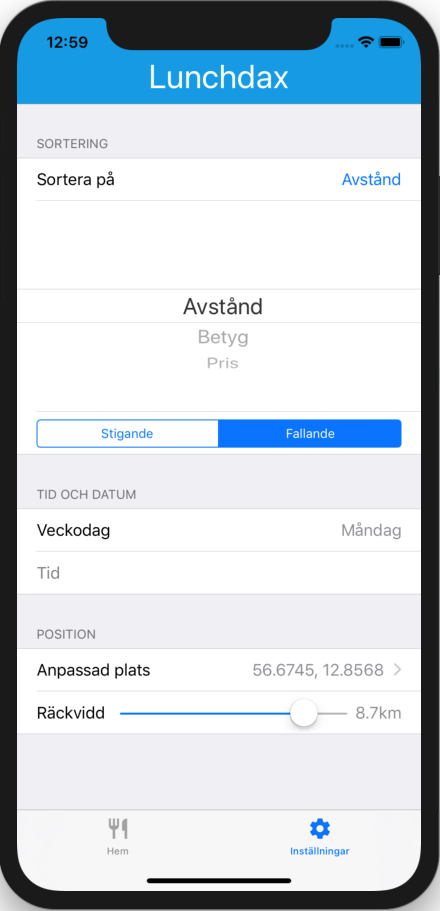 12:59
Lunchdax
SORTERING
Sortera på Avstånd
Avstånd
Betyg
Pris
Stigande Fallande
TID OCH DATUM
Veckodag Måndag
Tid
POSITION
Anpassad plats 56.6745, 12.8568
Räckvidd 8.7km
Hem Inställningar